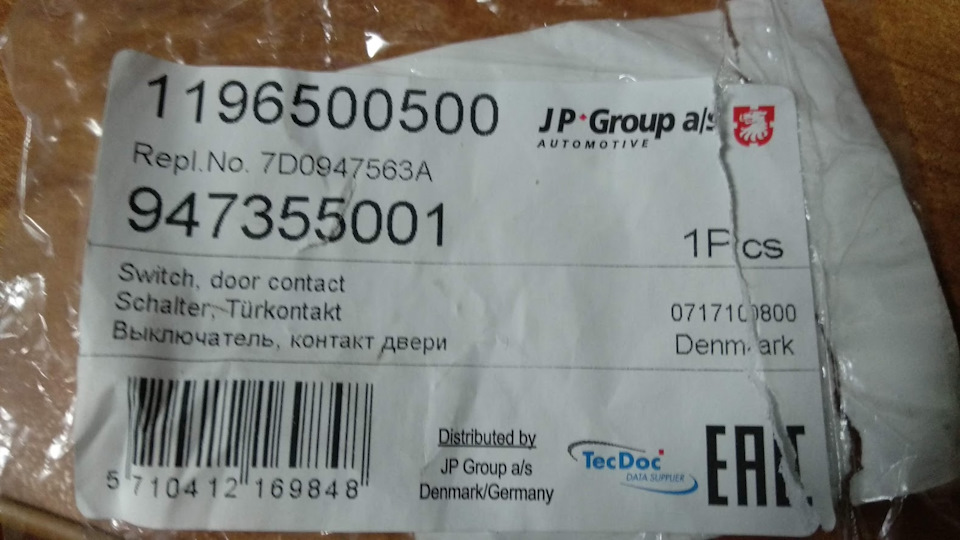 1196500500
JP Group a/s
AUTOMOTIVE
Repl.No. 7D0947563A
947355001
1Pcs
Switch, door contact
Schalter, Türkontakt
Выключатель, контакт двери
0717100800
Denmark
5 710412 169848
Distributed by
JP Group a/s
Denmark/Germany
TecDoc
DATA SUPPLIER
EAC